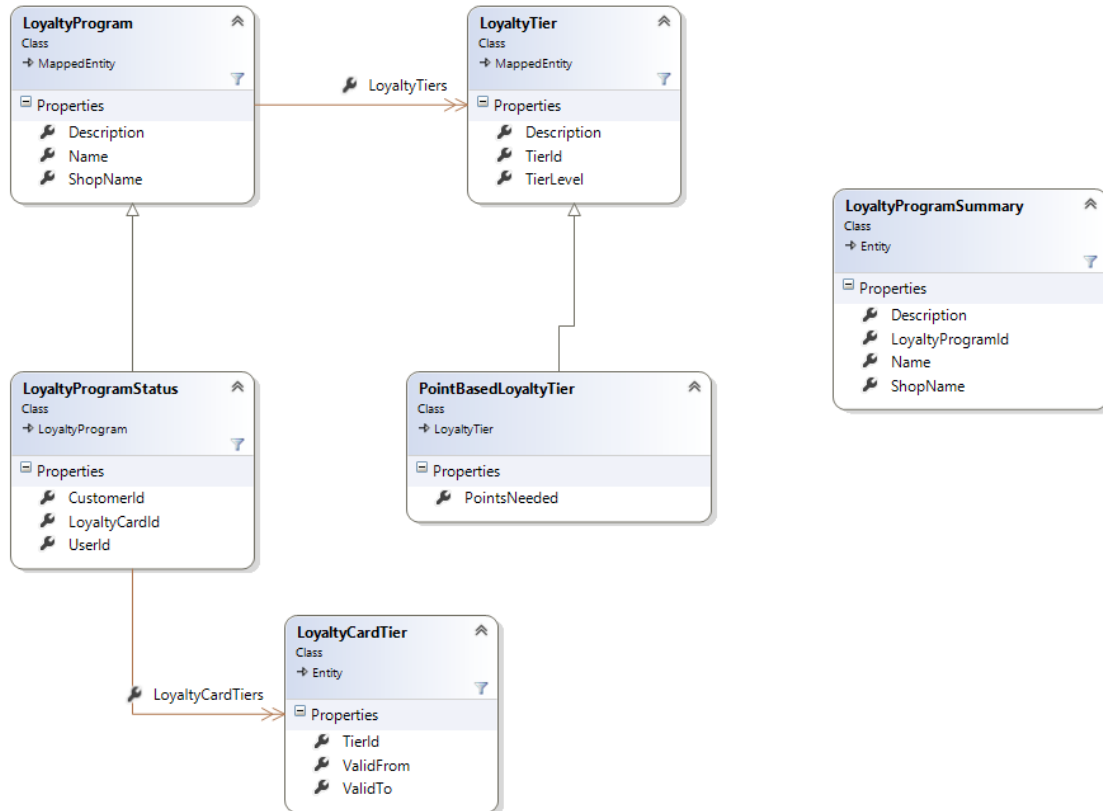 LoyaltyProgram
Class
MappedEntity
Properties
Description
Name
ShopName
LoyaltyTiers
LoyaltyTier
Class
MappedEntity
Properties
Description
TierId
TierLevel
LoyaltyProgramSummary
Class
Entity
Properties
Description
LoyaltyProgramId
Name
ShopName
LoyaltyProgramStatus
Class
LoyaltyProgram
Properties
CustomerId
LoyaltyCardId
UserId
PointBasedLoyaltyTier
Class
LoyaltyTier
Properties
PointsNeeded
LoyaltyCardTiers
LoyaltyCardTier
Class
Entity
Properties
TierId
ValidFrom
ValidTo